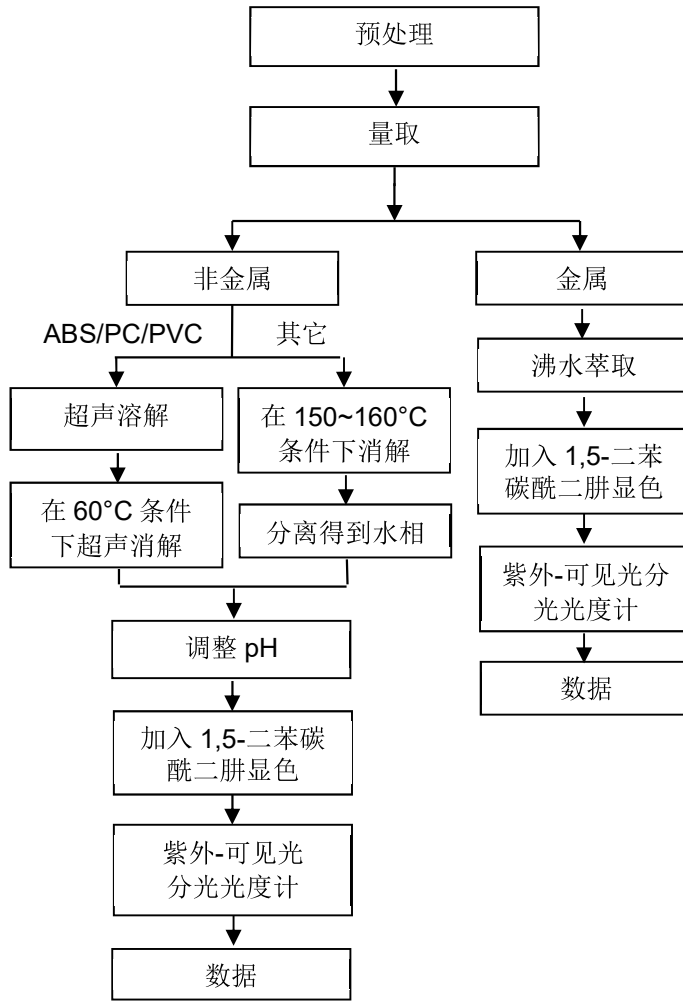 预处理
量取
非金属
金属
ABS/PC/PVC
其它
沸水萃取
超声溶解
在 150~160°C
条件下消解
加入 1,5-二苯
碳酰二肼显色
在 60°C 条件
下超声消解
分离得到水相
紫外-可见光分
光光度计
调整 pH
数据
加入 1,5-二苯碳
酰二肼显色
紫外-可见光
分光光度计
数据